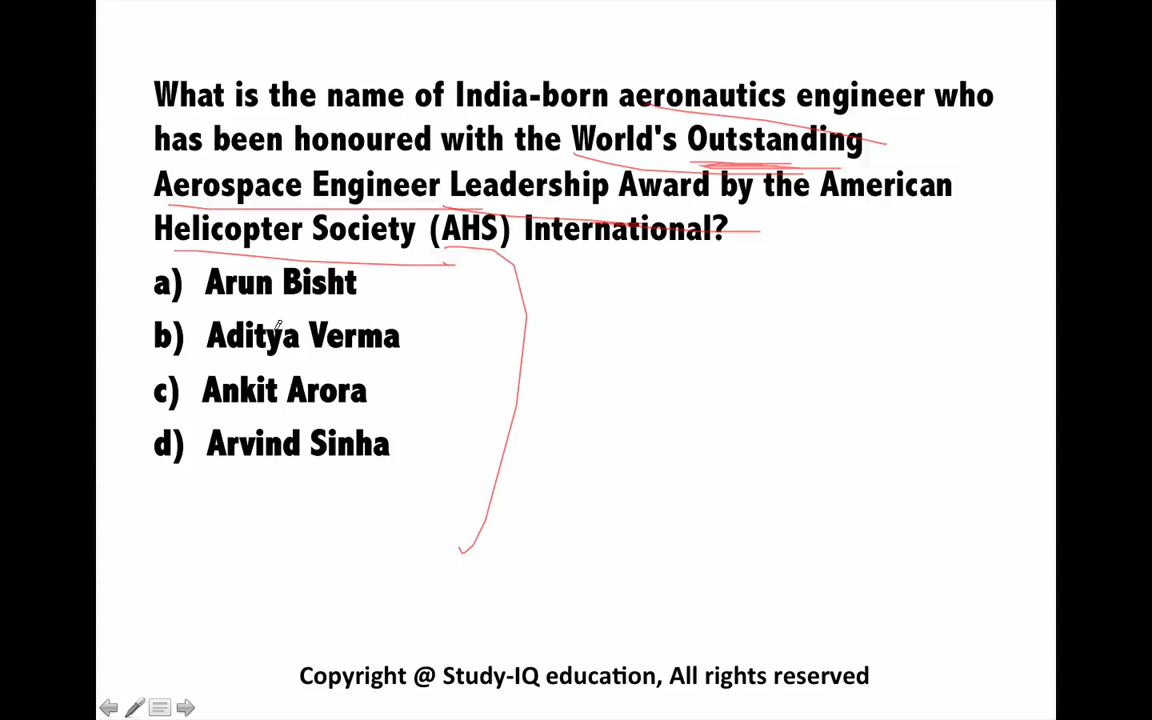 What is the name of India-born aeronautics engineer who
has been honoured with the World's Outstanding
Aerospace Engineer Leadership Award by the American
Helicopter Society (AHS) International?
a) Arun Bisht
b) Aditya Verma
c) Ankit Arora
d) Arvind Sinha
Copyright @ Study-IQ education, All rights reserved